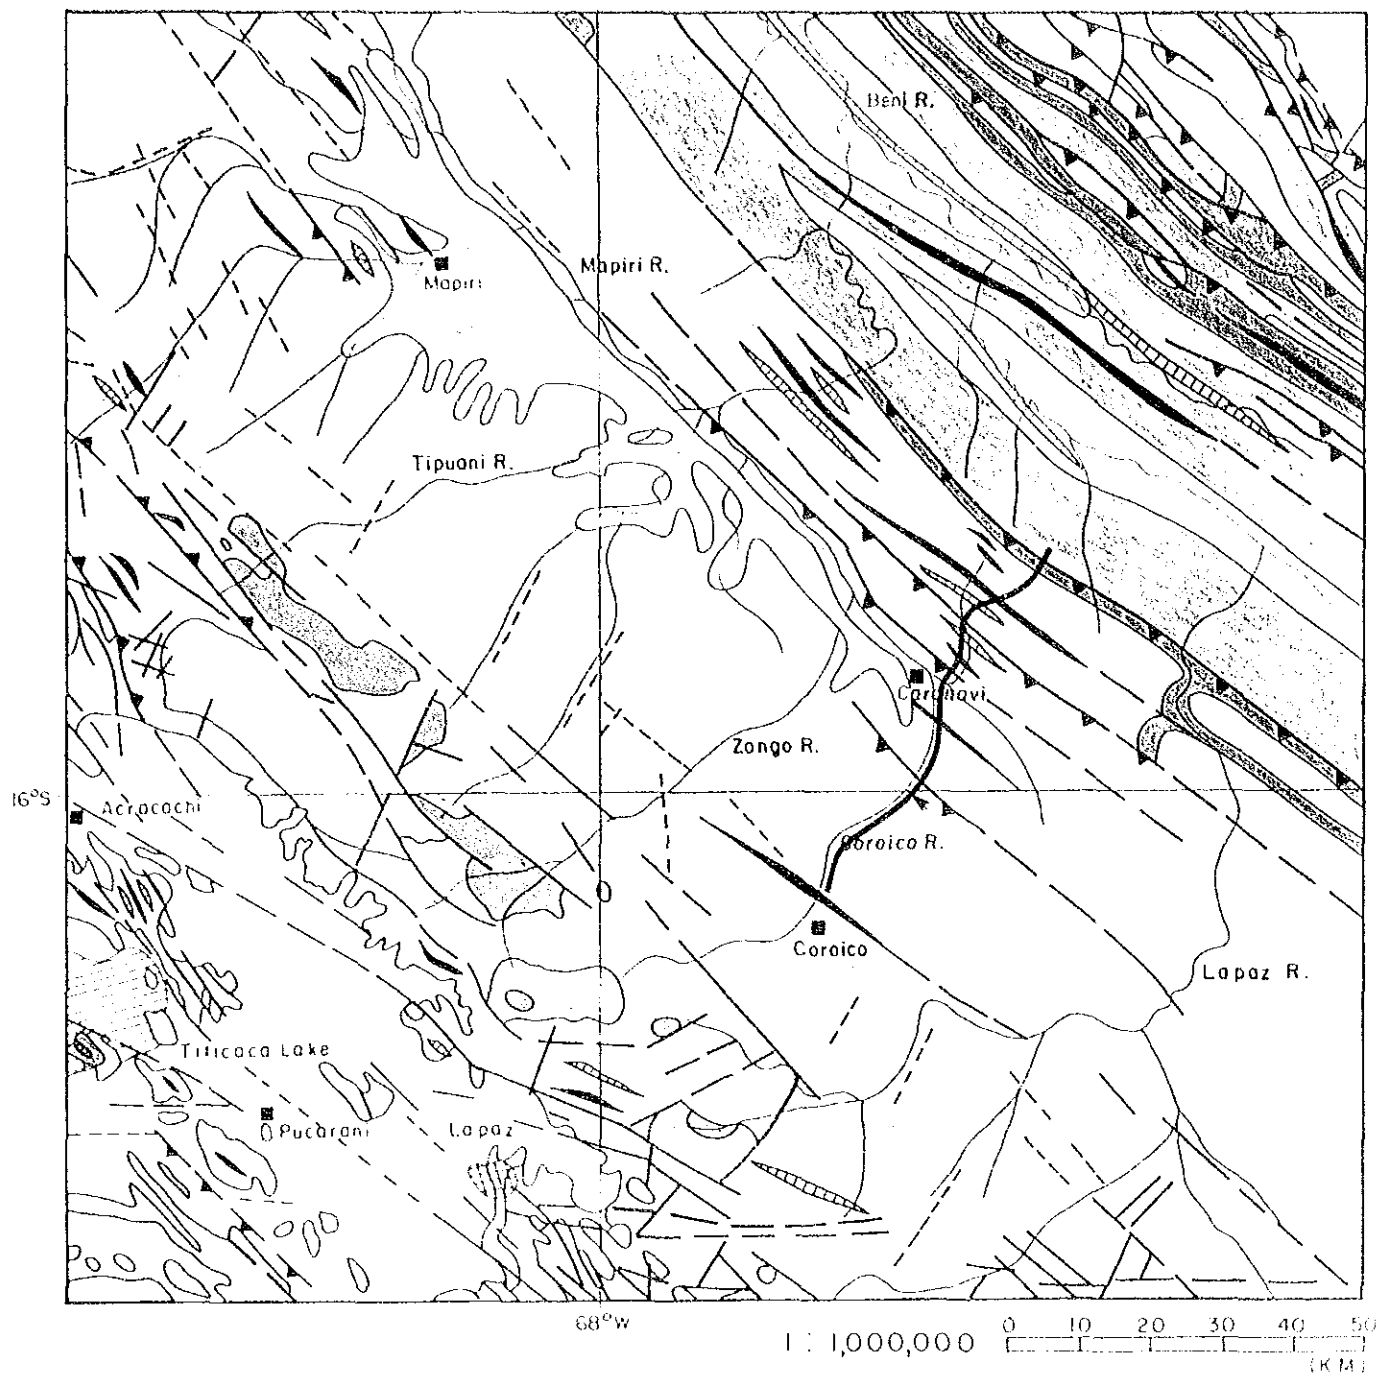 Beni R.
Mapiri R.
Mapiri
Tipuani R.
Caranavi
Zongo R.
16°S
Acracachi
Coroico R.
Coroico
Lapaz R.
Titicaca Lake
Pucarani
Lapaz
68°W
1 : 1,000,000
0 10 20 30 40 50
(KM)